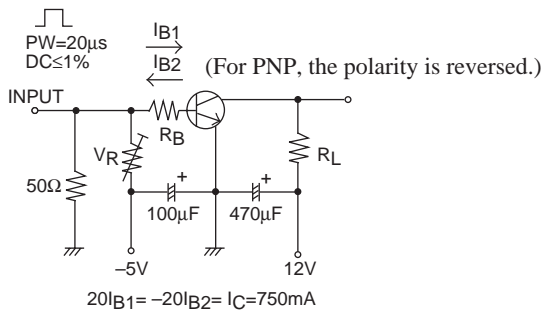 PW=20μs
DC≤1%
IB1
IB2
(For PNP, the polarity is reversed.)
INPUT
RB
VR
RL
50Ω
+
+
100μF
470μF
–5V
12V
20IB1= –20IB2= IC=750mA